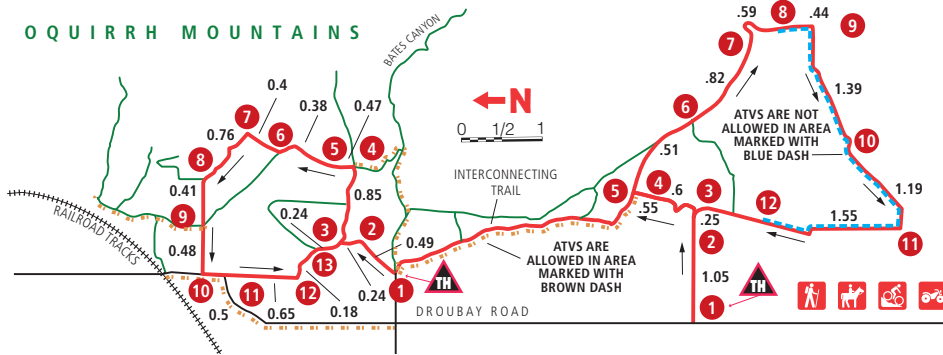 OQUIRRH MOUNTAINS
BATES CANYON
N
0 1/2 1
INTERCONNECTING
TRAIL
ATVS ARE
ALLOWED IN AREA
MARKED WITH
BROWN DASH
ATVS ARE NOT
ALLOWED IN AREA
MARKED WITH
BLUE DASH
RAILROAD TRACKS
DROUBAY ROAD
TH
1
0.49
2
0.24
3
0.85
4
0.47
5
0.38
6
0.4
7
0.76
8
0.41
9
0.48
10
0.5
11
0.65
12
0.18
13
0.24
TH
1
1.05
2
.25
3
.6
4
.55
5
.51
6
.82
7
.59
8
.44
9
1.39
10
1.19
11
1.55
12